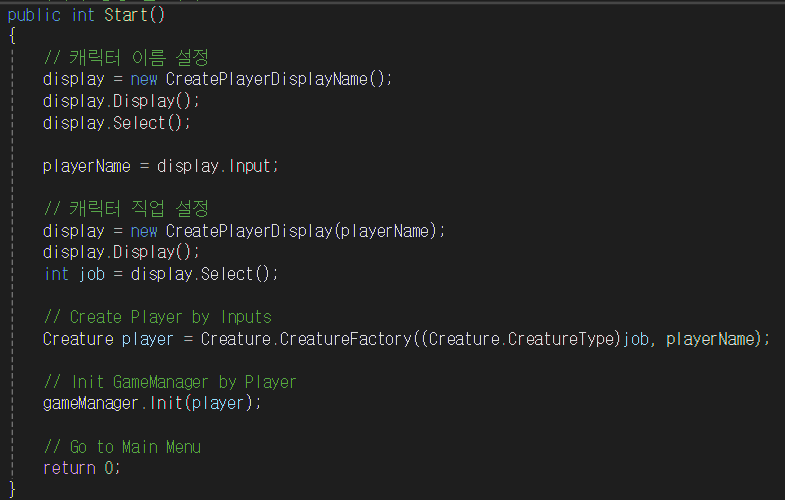 public int Start()
{
// 캐릭터 이름 설정
display = new CreatePlayerDisplayName();
display.Display();
display.Select();
playerName = display.Input;
// 캐릭터 직업 설정
display = new CreatePlayerDisplay(playerName);
display.Display();
int job = display.Select();
// Create Player by Inputs
Creature player = Creature.CreatureFactory((Creature.CreatureType)job, playerName);
// Init GameManager by Player
gameManager.Init(player);
// Go to Main Menu
return 0;
}